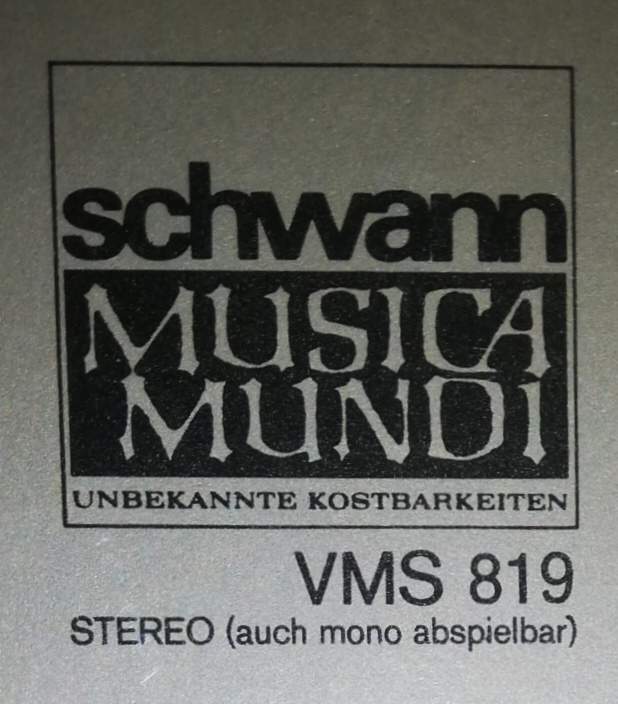 schwann
MUSICA
MUNDI
UNBEKANNTE KOSTBARKEITEN
VMS 819
STEREO (auch mono abspielbar)